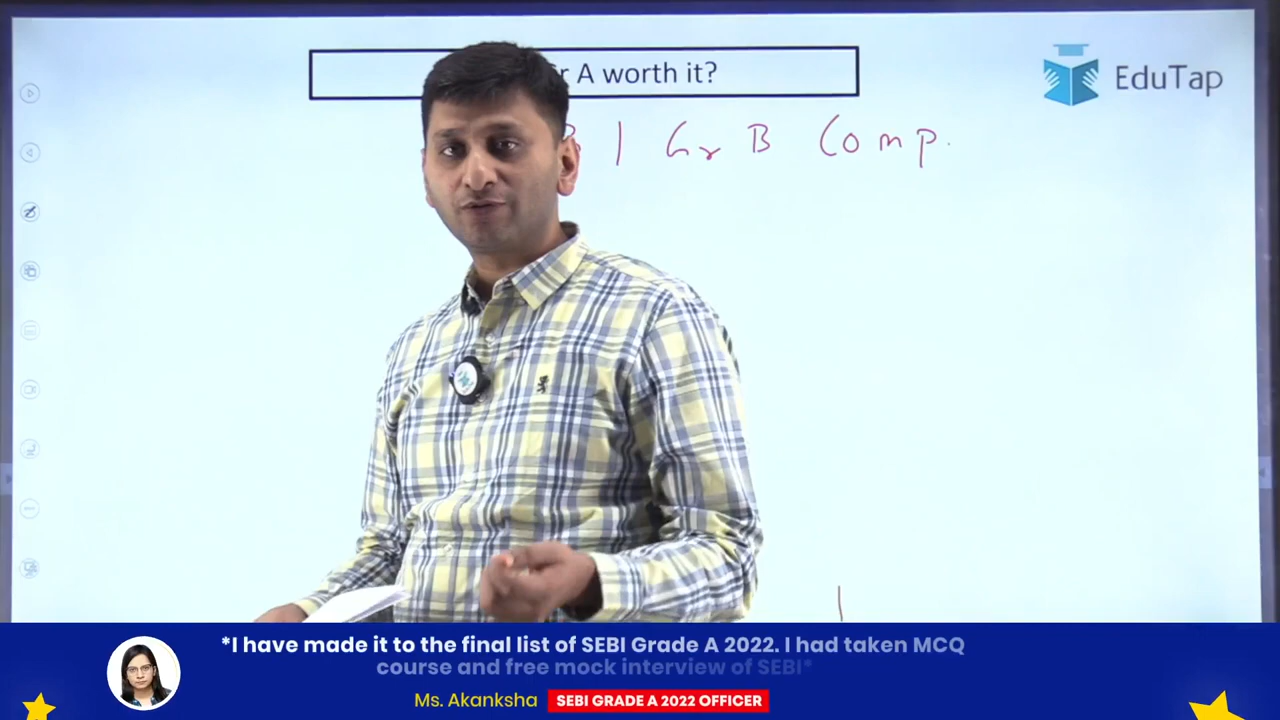 Gr A worth it?
EduTap
B | Gr B Comp.
*I have made it to the final list of SEBI Grade A 2022. I had taken MCQ
course and free mock interview of SEBI*
Ms. Akanksha SEBI GRADE A 2022 OFFICER